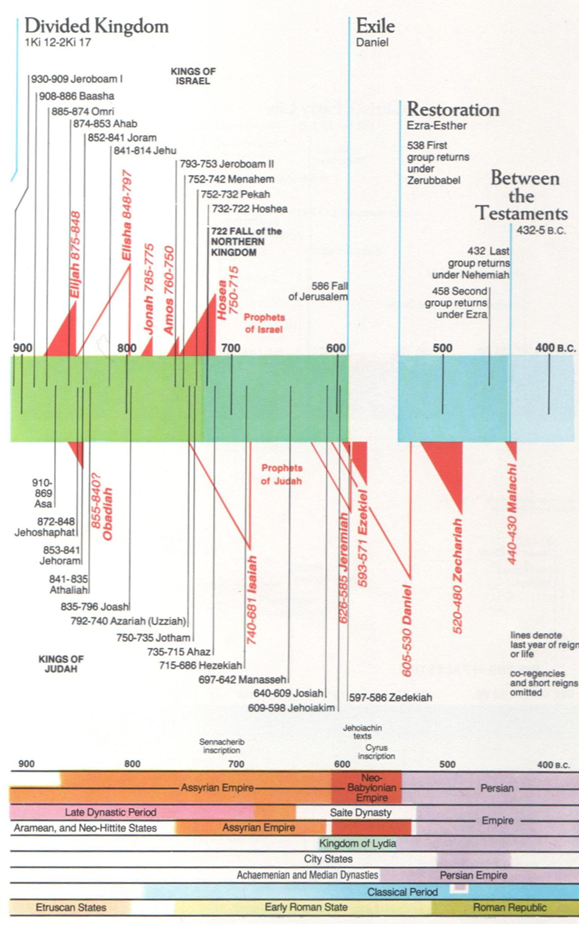 Divided Kingdom
1Ki 12-2Ki 17
Exile
Daniel
930-909 Jeroboam I
KINGS OF
ISRAEL
908-886 Baasha
885-874 Omri
874-853 Ahab
852-841 Joram
841-814 Jehu
793-753 Jeroboam II
752-742 Menahem
752-732 Pekah
732-722 Hoshea
722 FALL of the
NORTHERN
KINGDOM
Restoration
Ezra-Esther
538 First
group returns
under
Zerubbabel
Between
the
Testaments
432-5 B.C.
432 Last
group returns
under Nehemiah
458 Second
group returns
under Ezra
586 Fall
of Jerusalem
Elijah 875-848
Elisha 848-797
Jonah 785-775
Amos 760-750
Hosea
750-715
Prophets
of Israel
900
800
700
600
500
400 B.C.
Prophets
of Judah
855-840?
Obadiah
740-681 Isaiah
626-585 Jeremiah
593-571 Ezekiel
605-530 Daniel
520-480 Zechariah
440-430 Malachi
910-
869
Asa
872-848
Jehoshaphat
853-841
Jehoram
841-835
Athaliah
835-796 Joash
792-740 Azariah (Uzziah)
750-735 Jotham
735-715 Ahaz
715-686 Hezekiah
697-642 Manasseh
640-609 Josiah
609-598 Jehoiakim
597-586 Zedekiah
KINGS OF
JUDAH
lines denote
last year of reign
or life
co-regencies
and short reigns
omitted
Sennacherib
inscription
Jehoiachin
texts
Cyrus
inscription
900
800
700
600
500
400 B.C.
Assyrian Empire
Neo-
Babylonian
Empire
Persian
Late Dynastic Period
Saite Dynasty
Empire
Aramean, and Neo-Hittite States
Assyrian Empire
Kingdom of Lydia
City States
Achaemenian and Median Dynasties
Persian Empire
Classical Period
Etruscan States
Early Roman State
Roman Republic